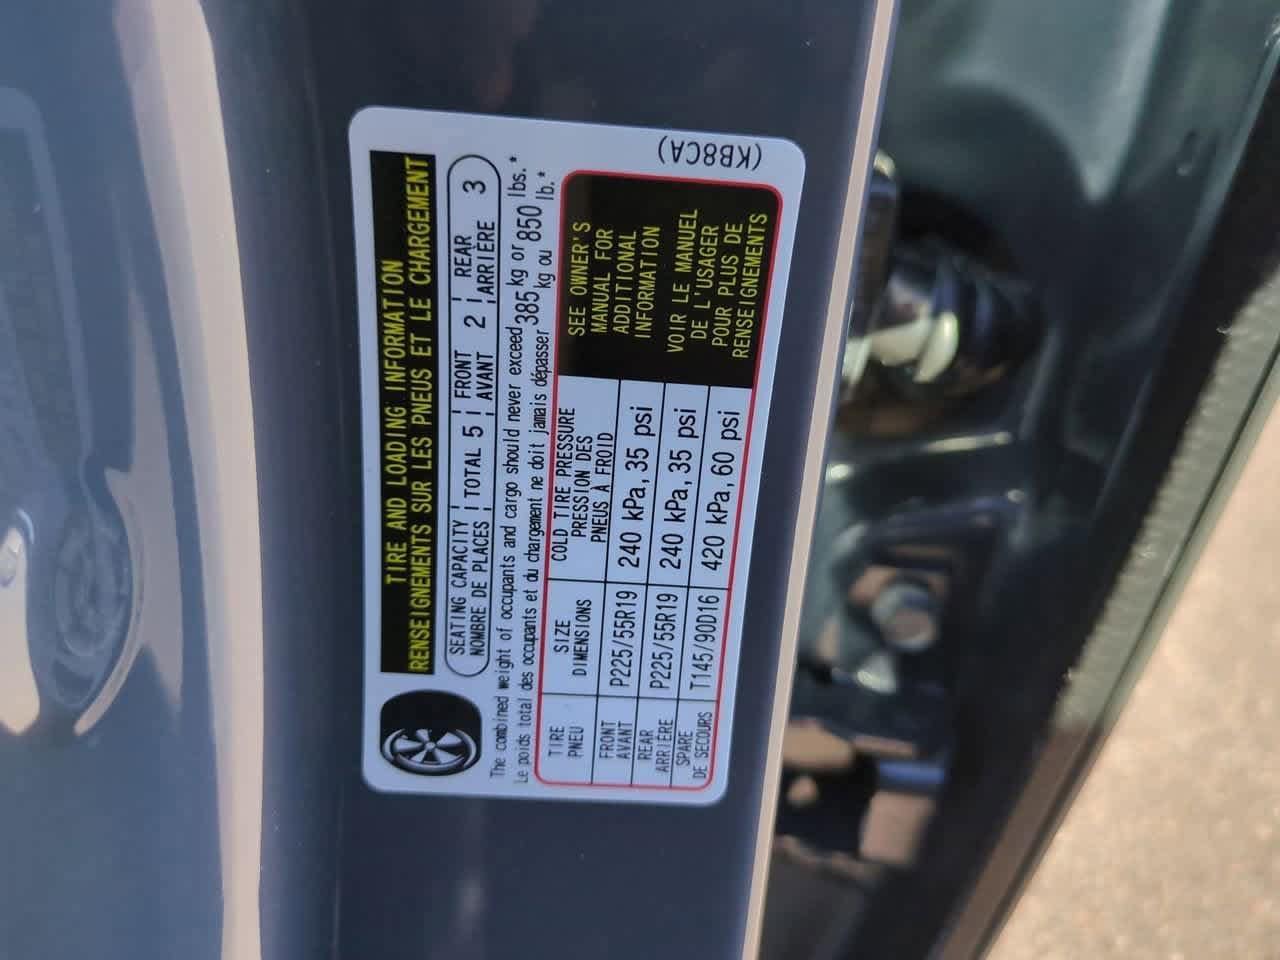 TIRE AND LOADING INFORMATION
RENSEIGNEMENTS SUR LES PNEUS ET LE CHARGEMENT
SEATING CAPACITY TOTAL 5 FRONT 2 REAR 3
NOMBRE DE PLACES AVANT ARRIERE
The combined weight of occupants and cargo should never exceed 385 kg or 850 lbs.*
Le poids total des occupants et du chargement ne doit jamais dépasser kg ou lb.*
TIRE SIZE COLD TIRE PRESSURE
PNEU DIMENSIONS PRESSION DES
PNEUS À FROID
FRONT P225/55R19 240 kPa, 35 psi
AVANT
REAR P225/55R19 240 kPa, 35 psi
ARRIERE
SPARE T145/90D16 420 kPa, 60 psi
DE SECOURS
SEE OWNER'S
MANUAL FOR
ADDITIONAL
INFORMATION
VOIR LE MANUEL
DE L'USAGER
POUR PLUS DE
RENSEIGNEMENTS
(KB8CA)